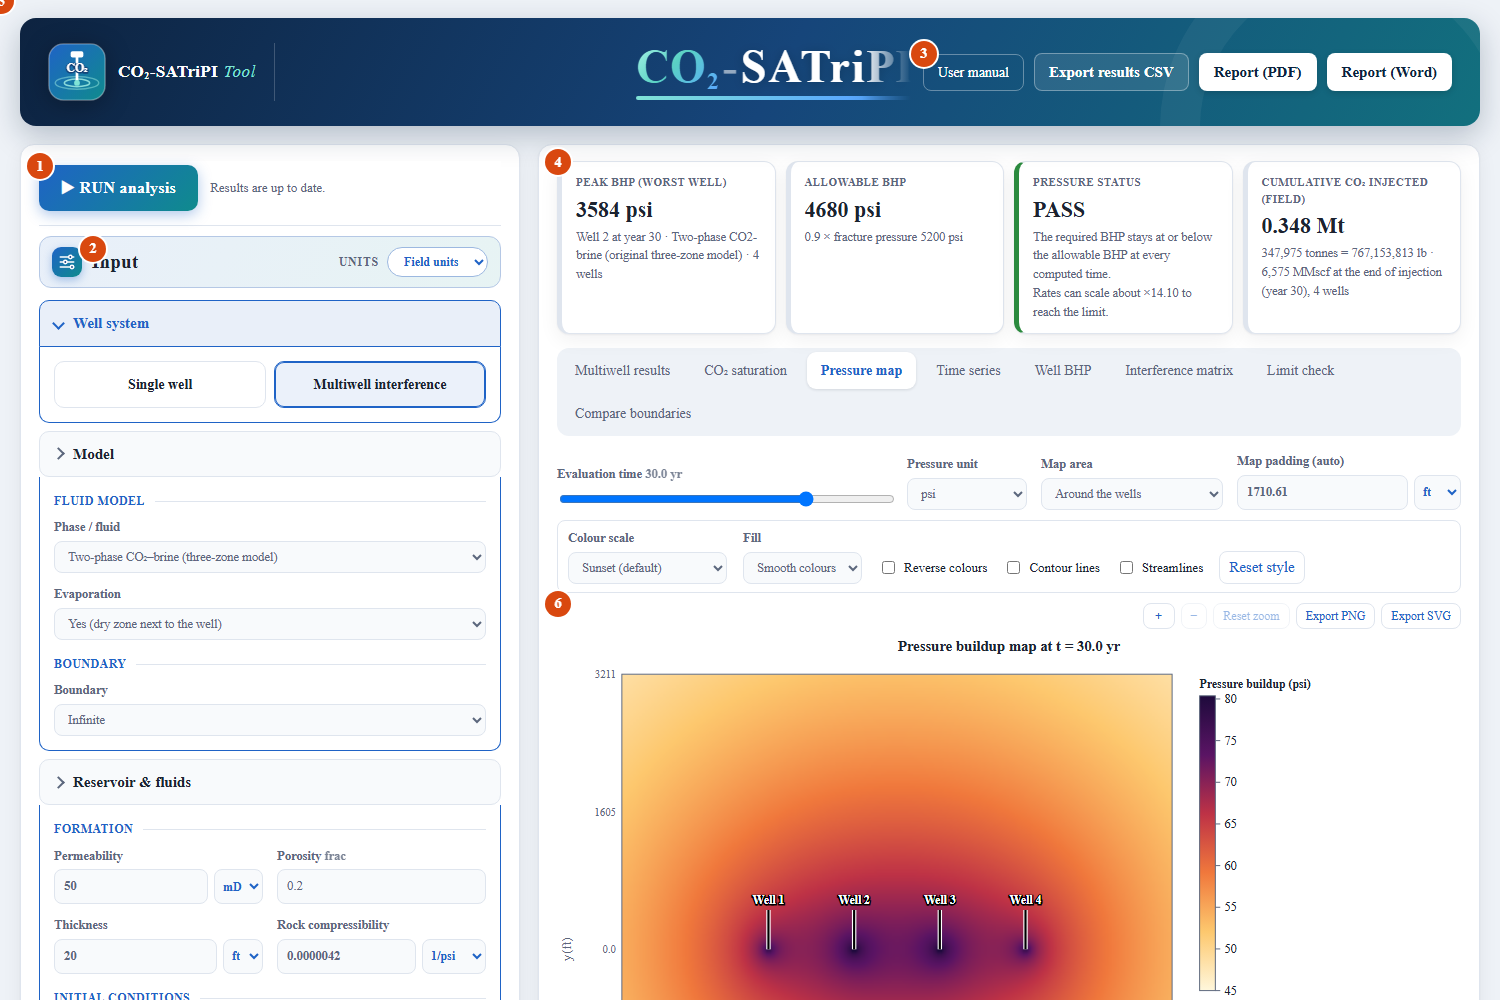 CO₂
CO₂-SATriPI Tool
CO₂-SATriP
3
User manual
Export results CSV
Report (PDF)
Report (Word)
1
▶ RUN analysis
Results are up to date.
2
Input
UNITS
Field units
Well system
Single well
Multiwell interference
Model
FLUID MODEL
Phase / fluid
Two-phase CO₂–brine (three-zone model)
Evaporation
Yes (dry zone next to the well)
BOUNDARY
Boundary
Infinite
Reservoir & fluids
FORMATION
Permeability
Porosity frac
50
mD
0.2
Thickness
Rock compressibility
20
ft
0.0000042
1/psi
INITIAL CONDITIONS
4
PEAK BHP (WORST WELL)
3584 psi
Well 2 at year 30 · Two-phase CO2-
brine (original three-zone model) · 4
wells
ALLOWABLE BHP
4680 psi
0.9 × fracture pressure 5200 psi
PRESSURE STATUS
PASS
The required BHP stays at or below
the allowable BHP at every
computed time.
Rates can scale about ×14.10 to
reach the limit.
CUMULATIVE CO₂ INJECTED
(FIELD)
0.348 Mt
347,975 tonnes = 767,153,813 lb ·
6,575 MMscf at the end of injection
(year 30), 4 wells
Multiwell results
CO₂ saturation
Pressure map
Time series
Well BHP
Interference matrix
Limit check
Compare boundaries
Evaluation time 30.0 yr
Pressure unit
psi
Map area
Around the wells
Map padding (auto)
1710.61
ft
Colour scale
Sunset (default)
Fill
Smooth colours
Reverse colours
Contour lines
Streamlines
Reset style
6
+
−
Reset zoom
Export PNG
Export SVG
Pressure buildup map at t = 30.0 yr
3211
1605
0.0
y(ft)
Well 1
Well 2
Well 3
Well 4
Pressure buildup (psi)
80
75
70
65
60
55
50
45